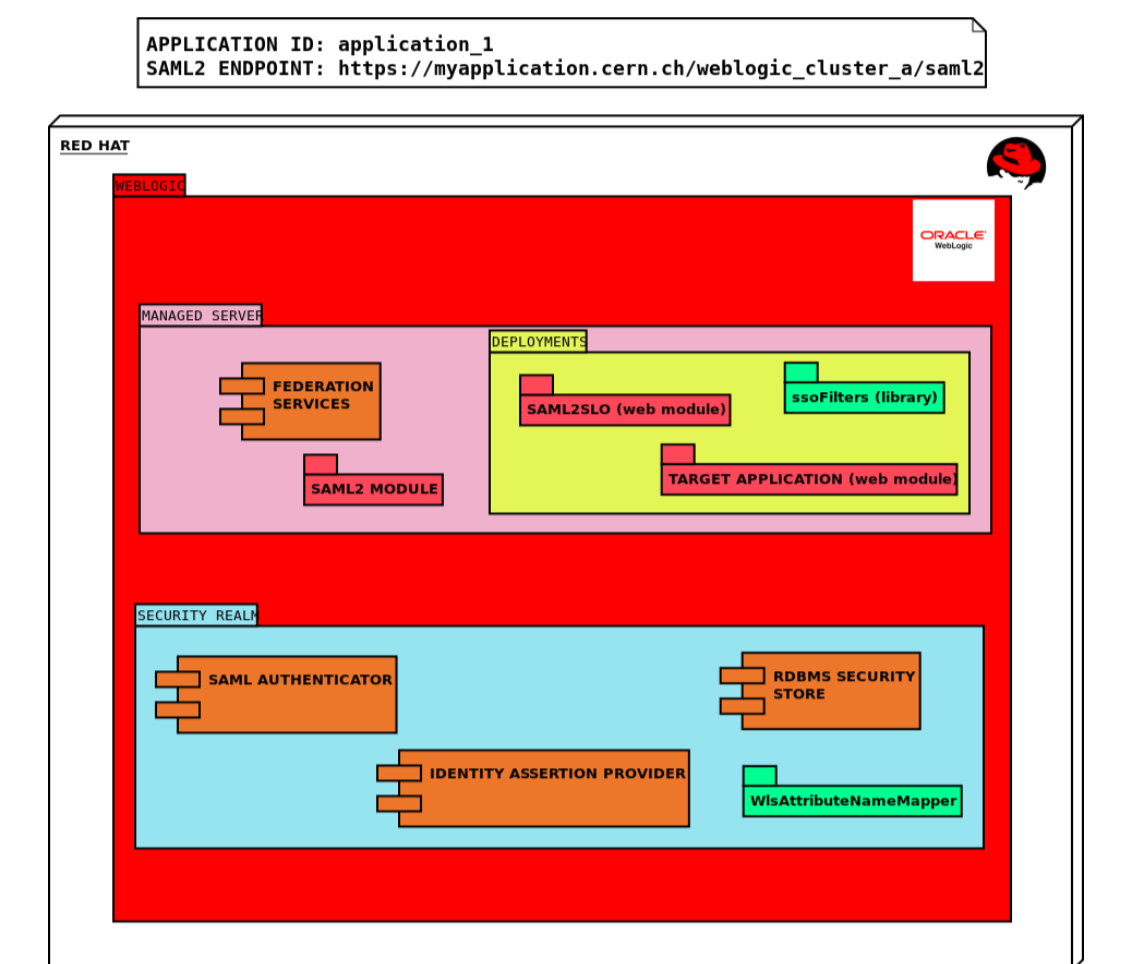 APPLICATION ID: application_1
SAML2 ENDPOINT: https://myapplication.cern.ch/weblogic_cluster_a/saml2
RED HAT
WEBLOGIC
ORACLE
WebLogic
MANAGED SERVER
DEPLOYMENTS
FEDERATION
SERVICES
SAML2SLO (web module)
ssoFilters (library)
SAML2 MODULE
TARGET APPLICATION (web module)
SECURITY REALM
SAML AUTHENTICATOR
RDBMS SECURITY
STORE
IDENTITY ASSERTION PROVIDER
WlsAttributeNameMapper